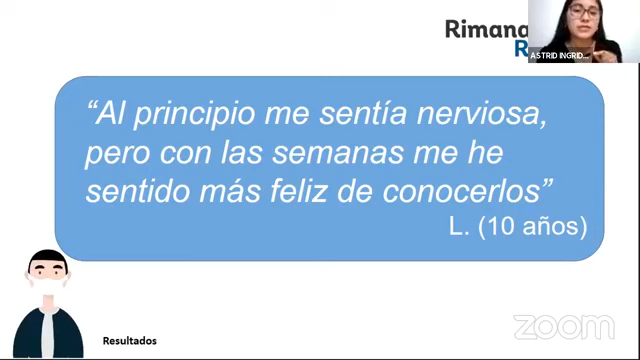 Rimana
R
ASTRID INGRID...
“Al principio me sentía nerviosa,
pero con las semanas me he
sentido más feliz de conocerlos”
L. (10 años)
Resultados
zoom